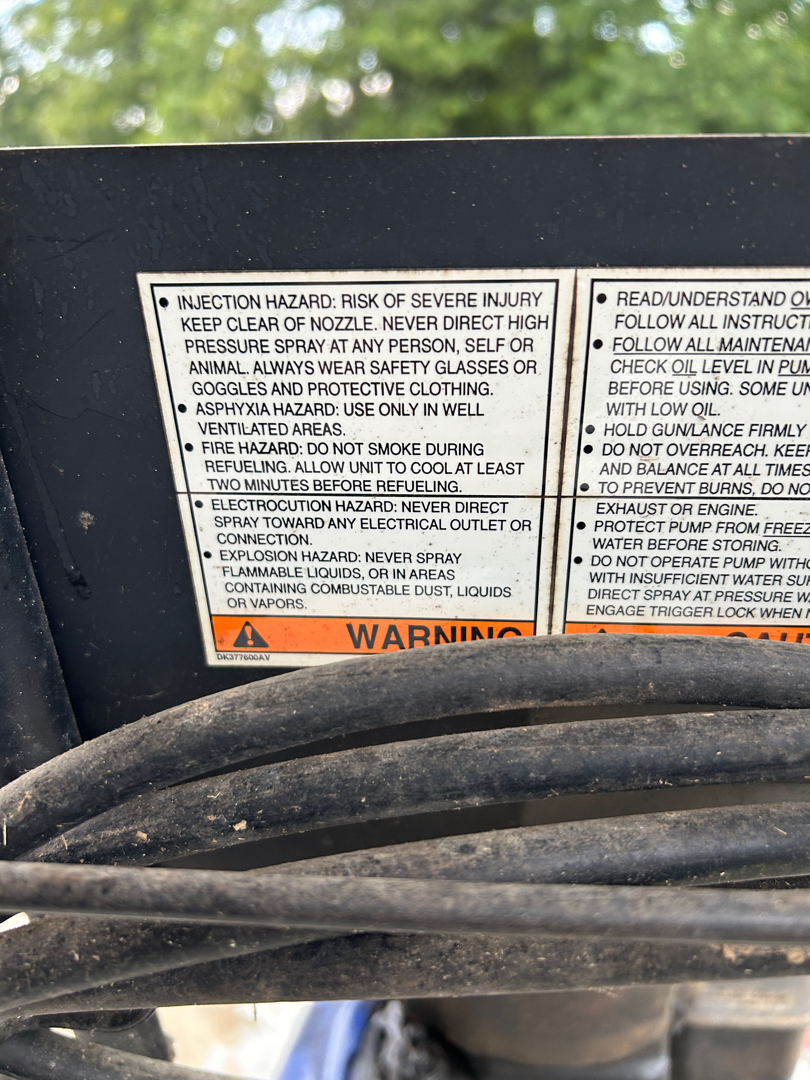 • INJECTION HAZARD: RISK OF SEVERE INJURY
KEEP CLEAR OF NOZZLE. NEVER DIRECT HIGH
PRESSURE SPRAY AT ANY PERSON, SELF OR
ANIMAL. ALWAYS WEAR SAFETY GLASSES OR
GOGGLES AND PROTECTIVE CLOTHING.
• ASPHYXIA HAZARD: USE ONLY IN WELL
VENTILATED AREAS.
• FIRE HAZARD: DO NOT SMOKE DURING
REFUELING. ALLOW UNIT TO COOL AT LEAST
TWO MINUTES BEFORE REFUELING.
• ELECTROCUTION HAZARD: NEVER DIRECT
SPRAY TOWARD ANY ELECTRICAL OUTLET OR
CONNECTION.
• EXPLOSION HAZARD: NEVER SPRAY
FLAMMABLE LIQUIDS, OR IN AREAS
CONTAINING COMBUSTABLE DUST, LIQUIDS
OR VAPORS.
WARNING
DK377600AV
• READ/UNDERSTAND
FOLLOW ALL
• FOLLOW ALL
CHECK OIL LEVEL IN
BEFORE USING. SOME
WITH LOW OIL.
• HOLD GUN/LANCE FIRMLY
• DO NOT OVERREACH.
AND BALANCE AT ALL TIMES
• TO PREVENT BURNS, DO
EXHAUST OR ENGINE.
• PROTECT PUMP FROM
WATER BEFORE STORING.
• DO NOT OPERATE PUMP
WITH INSUFFICIENT WATER
DIRECT SPRAY AT PRESSURE
ENGAGE TRIGGER LOCK WHEN